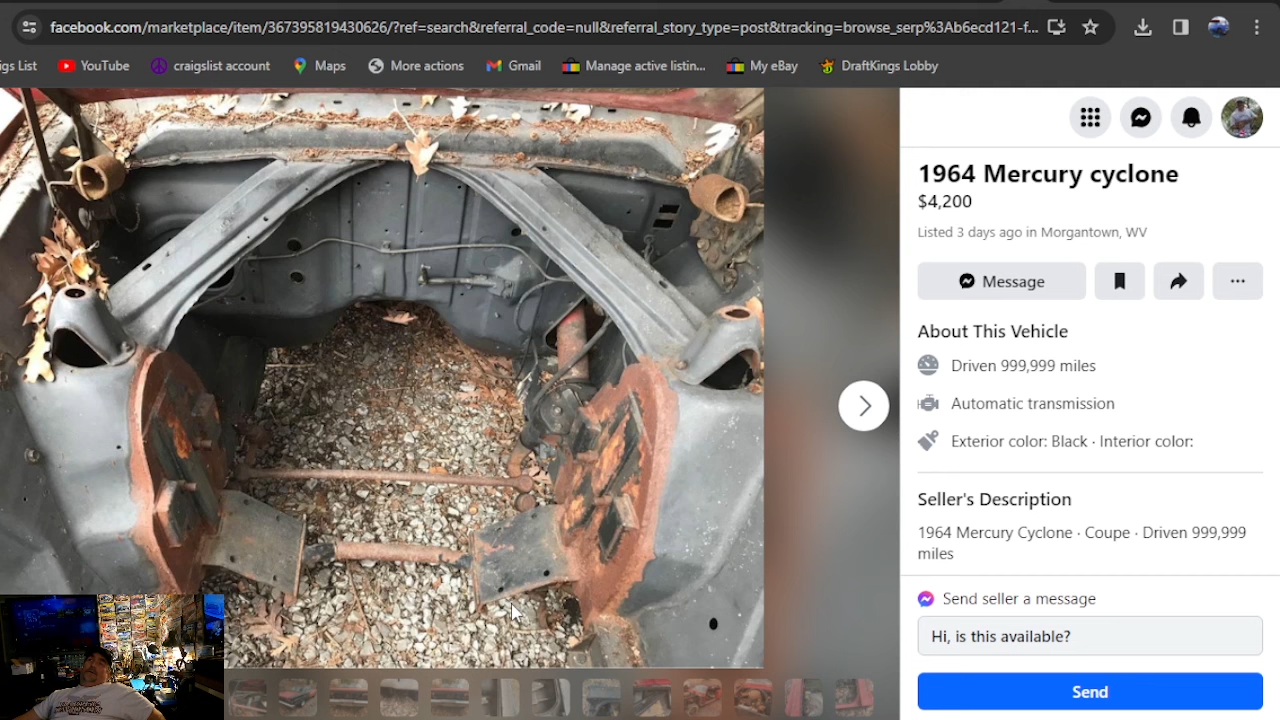 facebook.com/marketplace/item/367395819430626/?ref=search&referral_code=null&referral_story_type=post&tracking=browse_serp%3Ab6ecd121-f...
igs List YouTube craigslist account Maps More actions Gmail Manage active listin... My eBay DraftKings Lobby
1964 Mercury cyclone
$4,200
Listed 3 days ago in Morgantown, WV
Message
About This Vehicle
Driven 999,999 miles
Automatic transmission
Exterior color: Black · Interior color:
Seller's Description
1964 Mercury Cyclone · Coupe · Driven 999,999
miles
Send seller a message
Hi, is this available?
Send